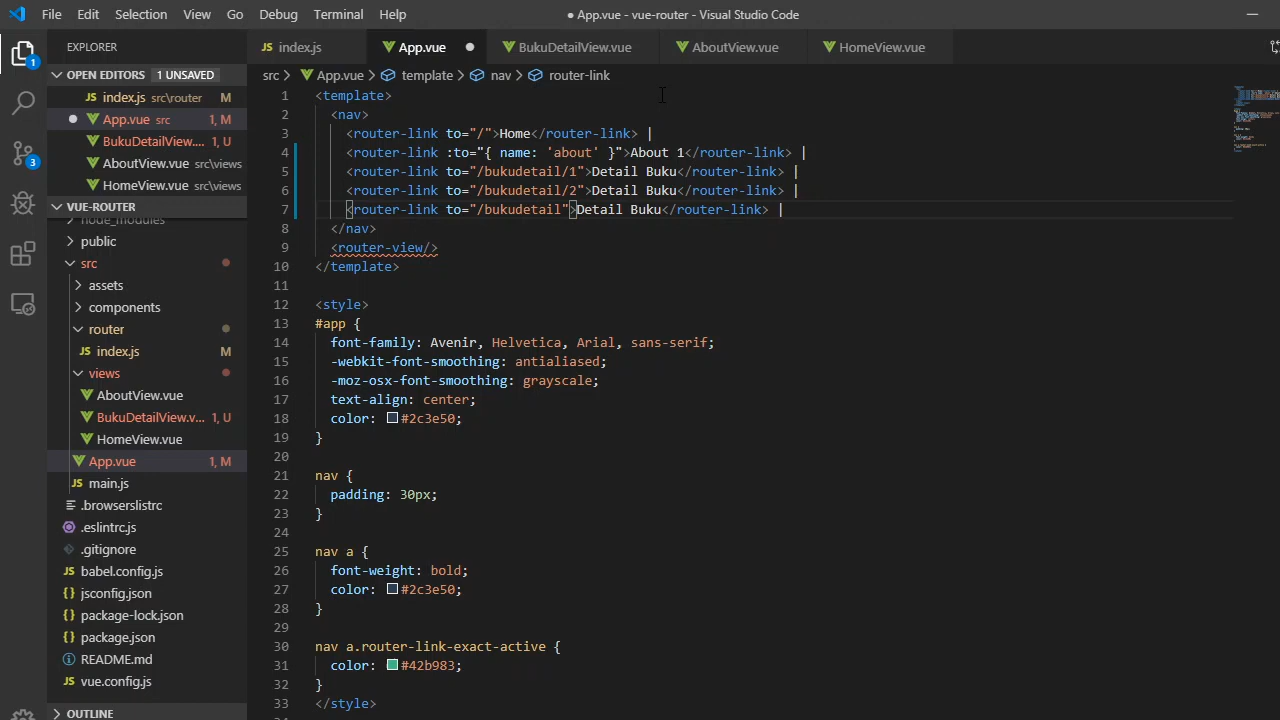 File Edit Selection View Go Debug Terminal Help
● App.vue - vue-router - Visual Studio Code
EXPLORER
OPEN EDITORS 1 UNSAVED
JS index.js src\router M
App.vue src 1, M
BukuDetailView.... 1, U
AboutView.vue src\views
HomeView.vue src\views
VUE-ROUTER
node_modules
public
src
assets
components
router
JS index.js M
views
AboutView.vue
BukuDetailView.v... 1, U
HomeView.vue
App.vue 1, M
JS main.js
.browserslistrc
.eslintrc.js
.gitignore
JS babel.config.js
{} jsconfig.json
{} package-lock.json
{} package.json
README.md
JS vue.config.js
OUTLINE
1
3
JS index.js
App.vue ●
BukuDetailView.vue
AboutView.vue
HomeView.vue
src > App.vue > template > nav > router-link
1 <template>
2 <nav>
3 <router-link to="/">Home</router-link> |
4 <router-link :to="{ name: 'about' }">About 1</router-link> |
5 <router-link to="/bukudetail/1">Detail Buku</router-link> |
6 <router-link to="/bukudetail/2">Detail Buku</router-link> |
7 <router-link to="/bukudetail">Detail Buku</router-link> |
8 </nav>
9 <router-view/>
10 </template>
11
12 <style>
13 #app {
14 font-family: Avenir, Helvetica, Arial, sans-serif;
15 -webkit-font-smoothing: antialiased;
16 -moz-osx-font-smoothing: grayscale;
17 text-align: center;
18 color: #2c3e50;
19 }
20
21 nav {
22 padding: 30px;
23 }
24
25 nav a {
26 font-weight: bold;
27 color: #2c3e50;
28 }
29
30 nav a.router-link-exact-active {
31 color: #42b983;
32 }
33 </style>